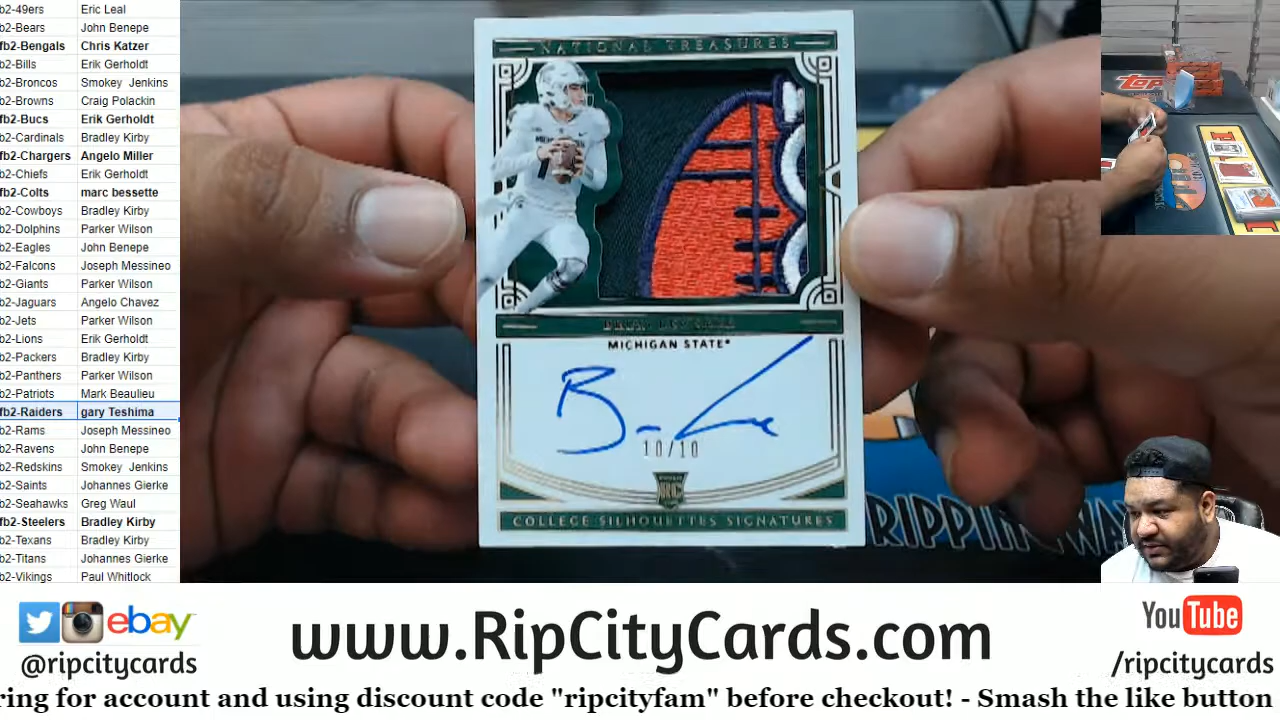 b2-49ers Eric Leal
b2-Bears John Benepe
fb2-Bengals Chris Katzer
b2-Bills Erik Gerholdt
b2-Broncos Smokey Jenkins
b2-Browns Craig Polackin
fb2-Bucs Erik Gerholdt
b2-Cardinals Bradley Kirby
fb2-Chargers Angelo Miller
b2-Chiefs Erik Gerholdt
fb2-Colts marc bessette
b2-Cowboys Bradley Kirby
b2-Dolphins Parker Wilson
b2-Eagles John Benepe
b2-Falcons Joseph Messineo
b2-Giants Parker Wilson
b2-Jaguars Angelo Chavez
b2-Jets Parker Wilson
b2-Lions Erik Gerholdt
b2-Packers Bradley Kirby
b2-Panthers Parker Wilson
b2-Patriots Mark Beaulieu
fb2-Raiders gary Teshima
b2-Rams Joseph Messineo
b2-Ravens John Benepe
b2-Redskins Smokey Jenkins
b2-Saints Johannes Gierke
b2-Seahawks Greg Waul
fb2-Steelers Bradley Kirby
b2-Texans Bradley Kirby
b2-Titans Johannes Gierke
b2-Vikings Paul Whitlock
NATIONAL TREASURES
MICHIGAN STATE*
10/10
RC
COLLEGE SILHOUETTES SIGNATURES
RIPPIN
TOPPS
ebay
@ripcitycards
www.RipCityCards.com
YouTube
/ripcitycards
ring for account and using discount code "ripcityfam" before checkout! - Smash the like button